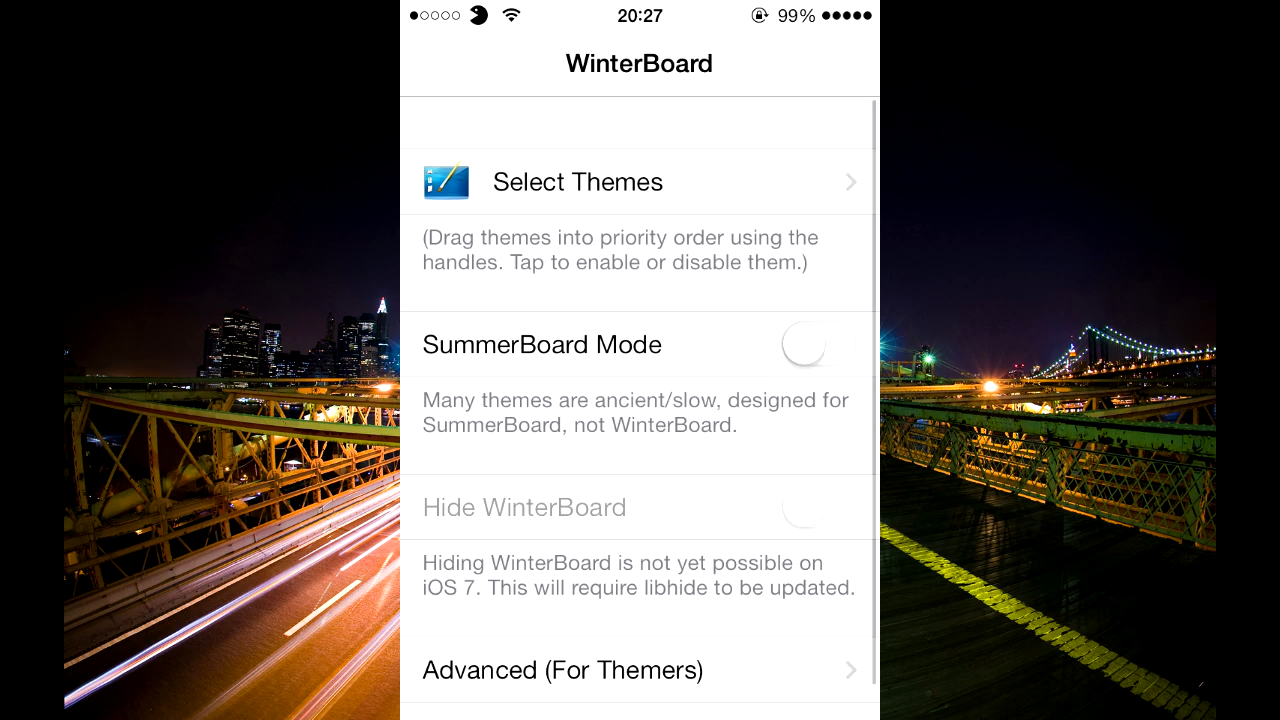 20:27 99%
WinterBoard
Select Themes
(Drag themes into priority order using the
handles. Tap to enable or disable them.)
SummerBoard Mode
Many themes are ancient/slow, designed for
SummerBoard, not WinterBoard.
Hide WinterBoard
Hiding WinterBoard is not yet possible on
iOS 7. This will require libhide to be updated.
Advanced (For Themers)